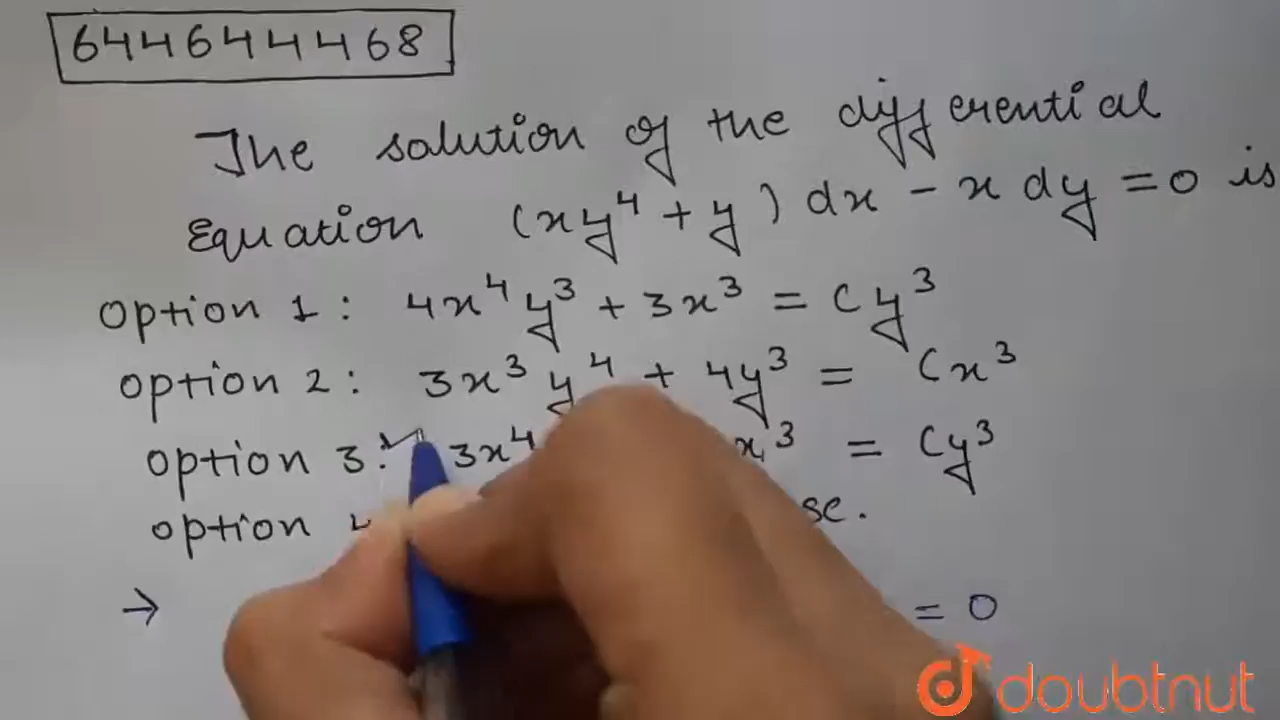 644644468
The solution of the differential
Equation (xy⁴ + y) dx - x dy = 0 is
option 1 : 4x⁴y³ + 3x³ = Cy³
option 2 : 3x³y⁴ + 4y³ = Cx³
option 3 : 3x⁴ x³ = Cy³
option
→ = 0
doubtnut